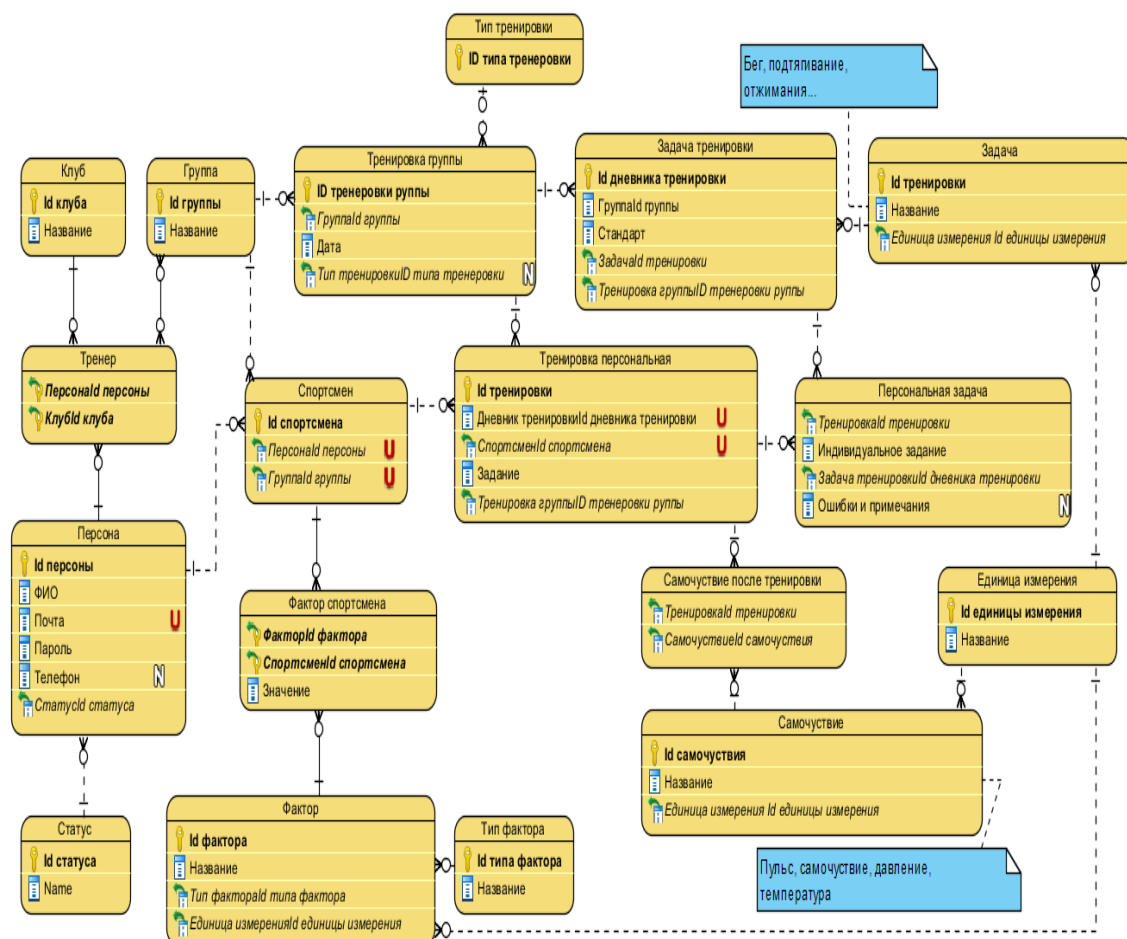 Тип тренировки
ID типа тренеровки
Бег, подтягивание,
отжимания...
Клуб
Id клуба
Название
Группа
Id группы
Название
Тренировка группы
ID тренеровки руппы
ГруппаId группы
Дата
Тип тренировкиID типа тренеровки N
Задача тренировки
Id дневника тренировки
ГруппаId группы
Стандарт
ЗадачаId тренировки
Тренировка группыID тренеровки руппы
Задача
Id тренировки
Название
Единица измерения Id единицы измерения
Тренер
ПерсонаId персоны
КлубId клуба
Спортсмен
Id спортсмена
ПерсонаId персоны U
ГруппаId группы U
Тренировка персональная
Id тренировки
Дневник тренировкиId дневника тренировки U
СпортсменId спортсмена U
Задание
Тренировка группыID тренеровки руппы
Персональная задача
ТренировкаId тренировки
Индивидуальное задание
Задача тренировкиId дневника тренировки
Ошибки и примечания N
Персона
Id персоны
ФИО
Почта U
Пароль
Телефон N
СтатусId статуса
Фактор спортсмена
ФакторId фактора
СпортсменId спортсмена
Значение
Самочуствие после тренировки
ТренировкаId тренировки
СамочуствиеId самочуствия
Единица измерения
Id единицы измерения
Название
Самочуствие
Id самочуствия
Название
Единица измерения Id единицы измерения
Статус
Id статуса
Name
Фактор
Id фактора
Название
Тип фактораId типа фактора
Единица измеренияId единицы измерения
Тип фактора
Id типа фактора
Название
Пульс, самочуствие, давление,
температура